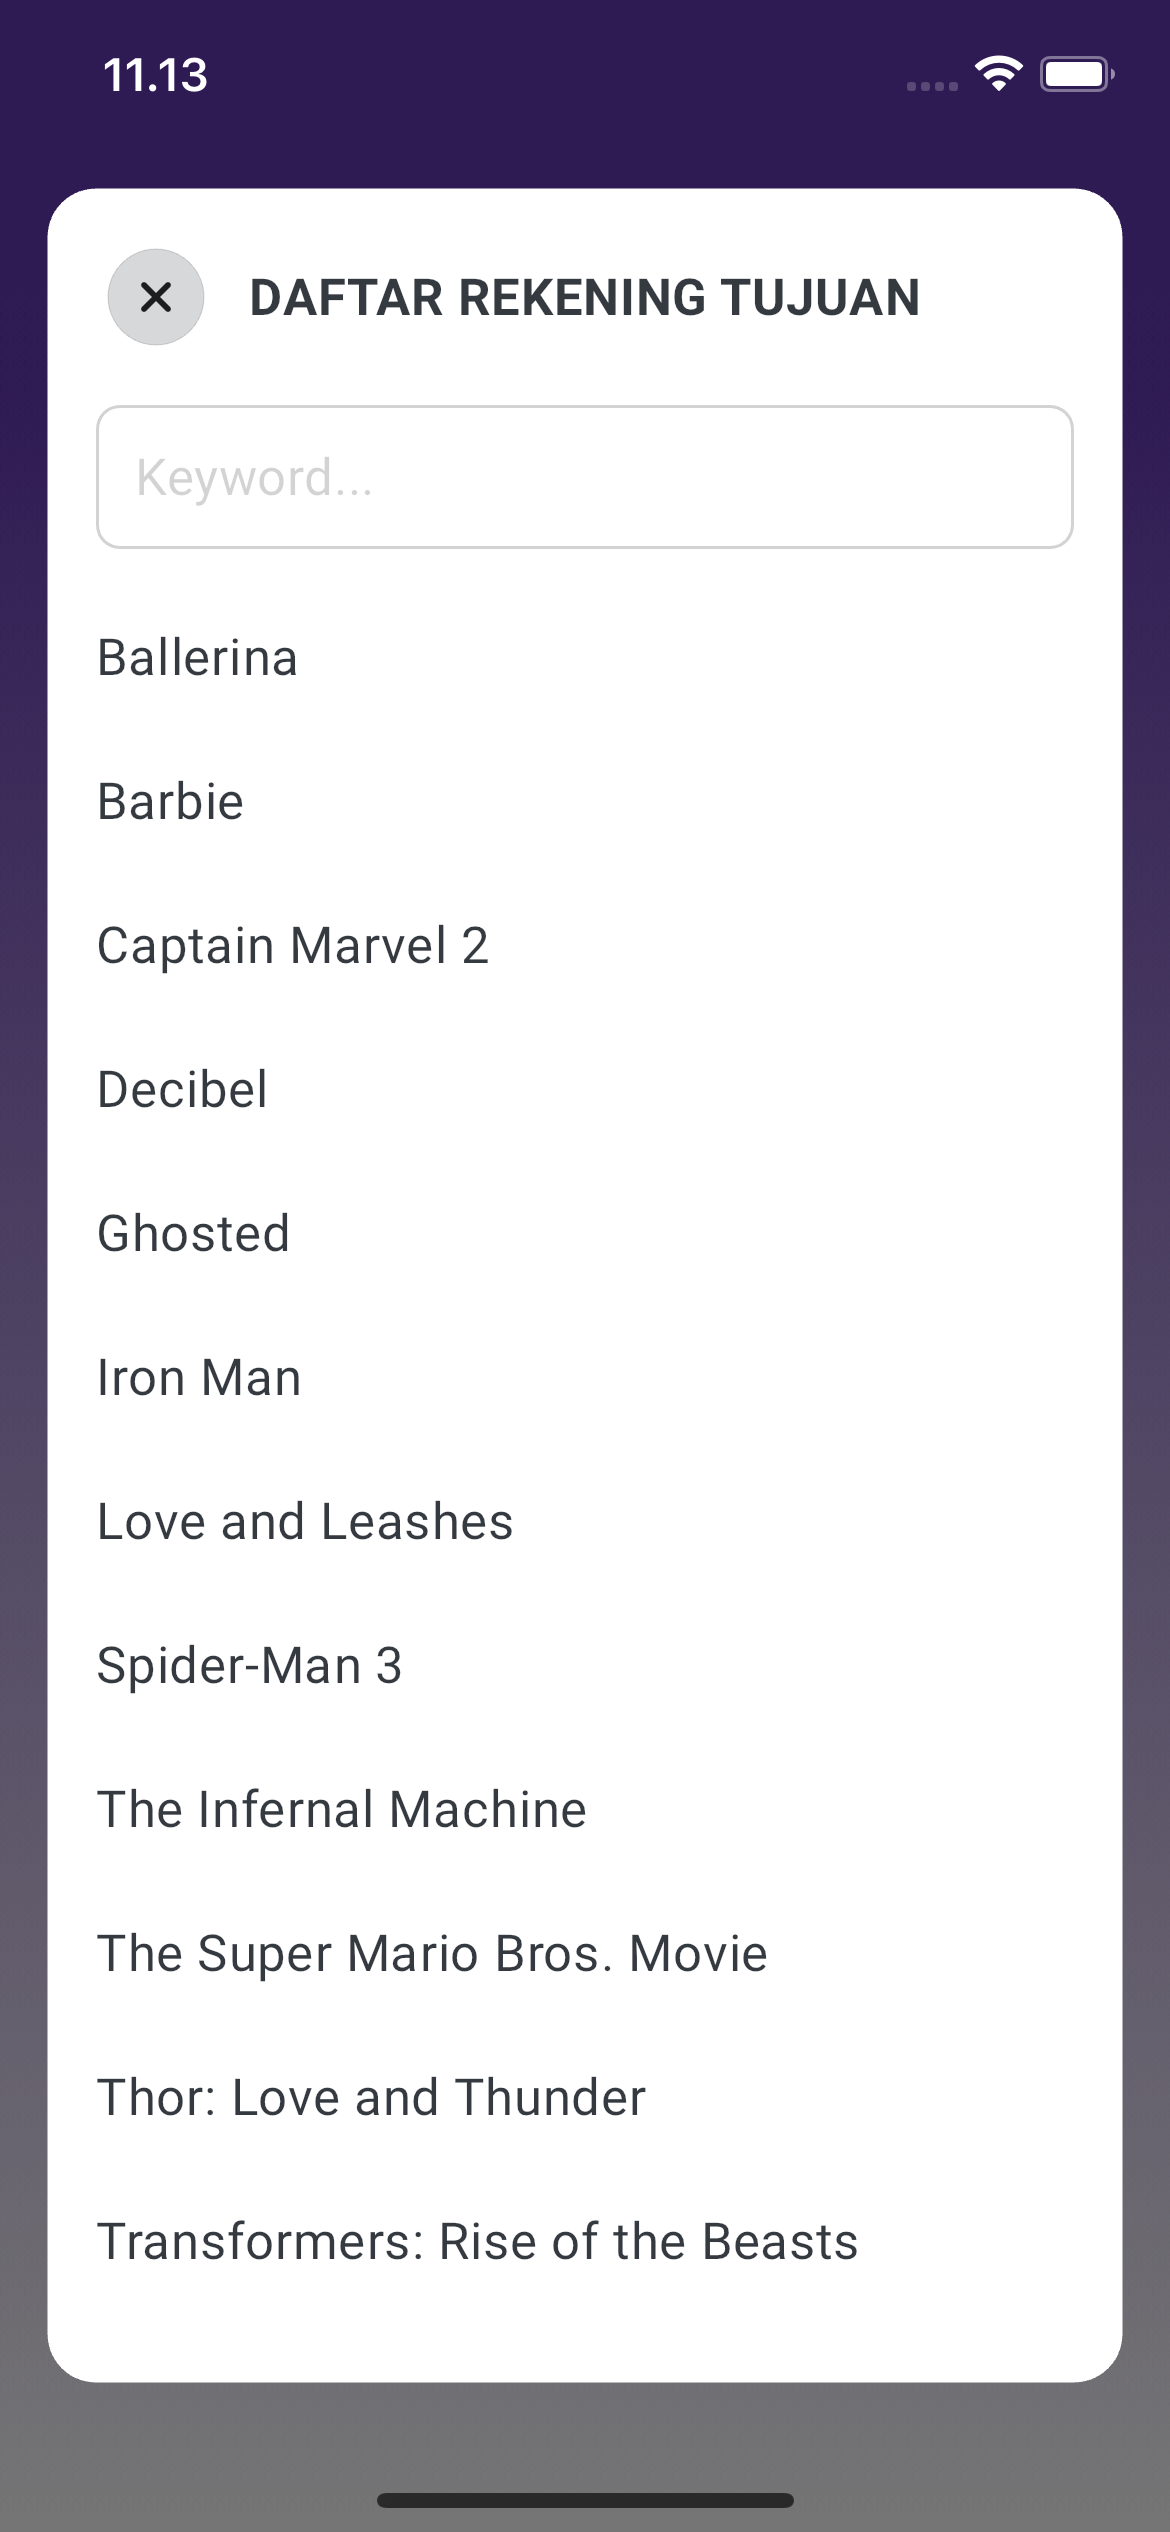 11.13
DAFTAR REKENING TUJUAN
Keyword...
Ballerina
Barbie
Captain Marvel 2
Decibel
Ghosted
Iron Man
Love and Leashes
Spider-Man 3
The Infernal Machine
The Super Mario Bros. Movie
Thor: Love and Thunder
Transformers: Rise of the Beasts